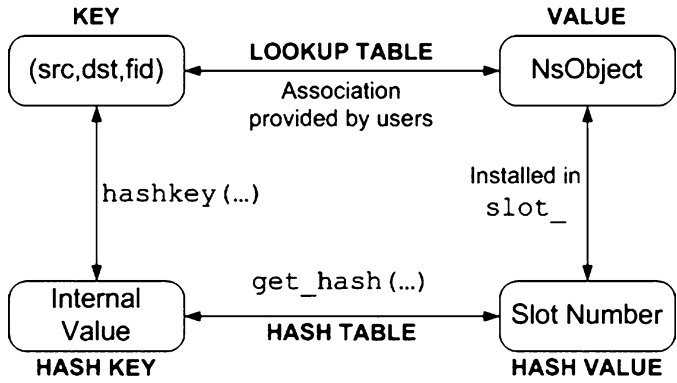 KEY
VALUE
(src,dst,fid)
LOOKUP TABLE
NsObject
Association
provided by users
hashkey(…)
Installed in
slot_
Internal
Value
get_hash(…)
HASH TABLE
Slot Number
HASH KEY
HASH VALUE